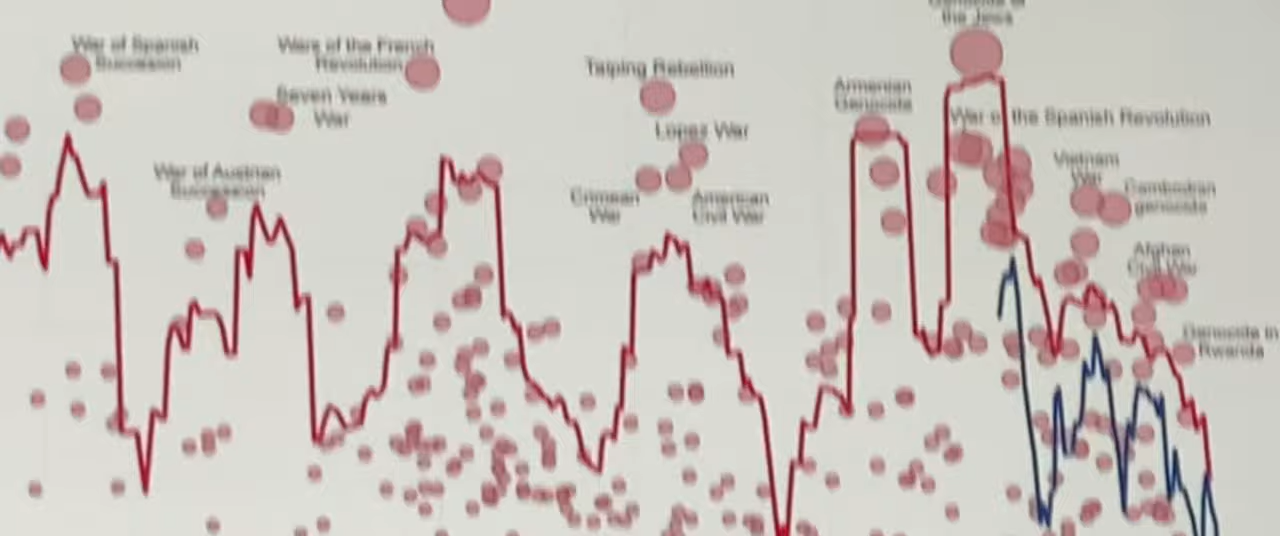 the Jews
War of Spanish
Succession
Wars of the French
Revolution
Seven Years
War
Taiping Rebellion
Lopez War
War of Austrian
Succession
Crimean
War
American
Civil War
Armenian
Genocide
War of the Spanish Revolution
Vietnam
War
Cambodian
genocide
Afghan
Civil War
Genocide in
Rwanda